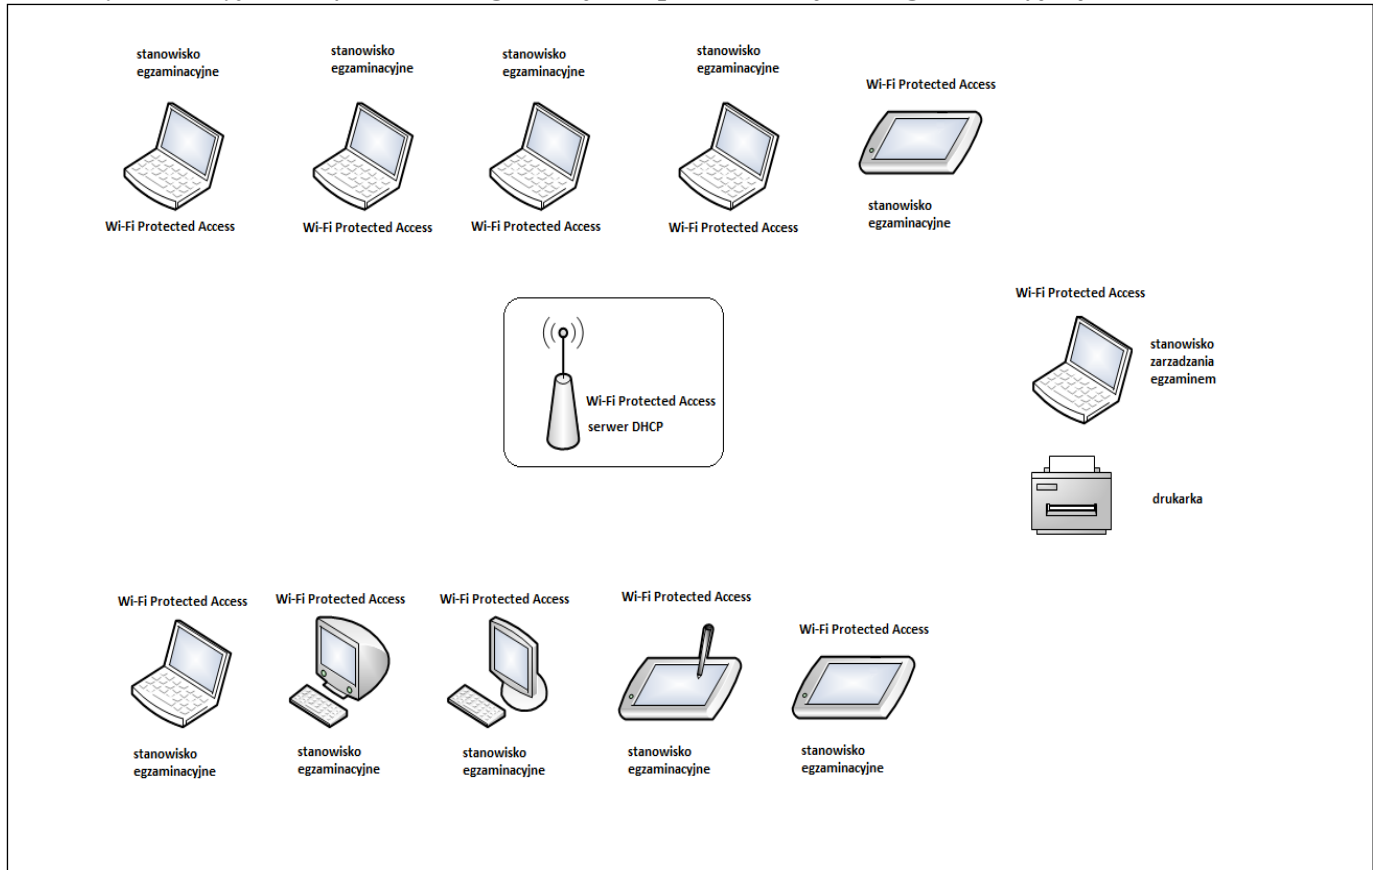 stanowisko
egzaminacyjne
stanowisko
egzaminacyjne
stanowisko
egzaminacyjne
stanowisko
egzaminacyjne
Wi-Fi Protected Access
Wi-Fi Protected Access
Wi-Fi Protected Access
Wi-Fi Protected Access
Wi-Fi Protected Access
stanowisko
egzaminacyjne
Wi-Fi Protected Access
stanowisko
zarzadzania
egzaminem
Wi-Fi Protected Access
serwer DHCP
drukarka
Wi-Fi Protected Access
Wi-Fi Protected Access
Wi-Fi Protected Access
Wi-Fi Protected Access
Wi-Fi Protected Access
stanowisko
egzaminacyjne
stanowisko
egzaminacyjne
stanowisko
egzaminacyjne
stanowisko
egzaminacyjne
stanowisko
egzaminacyjne